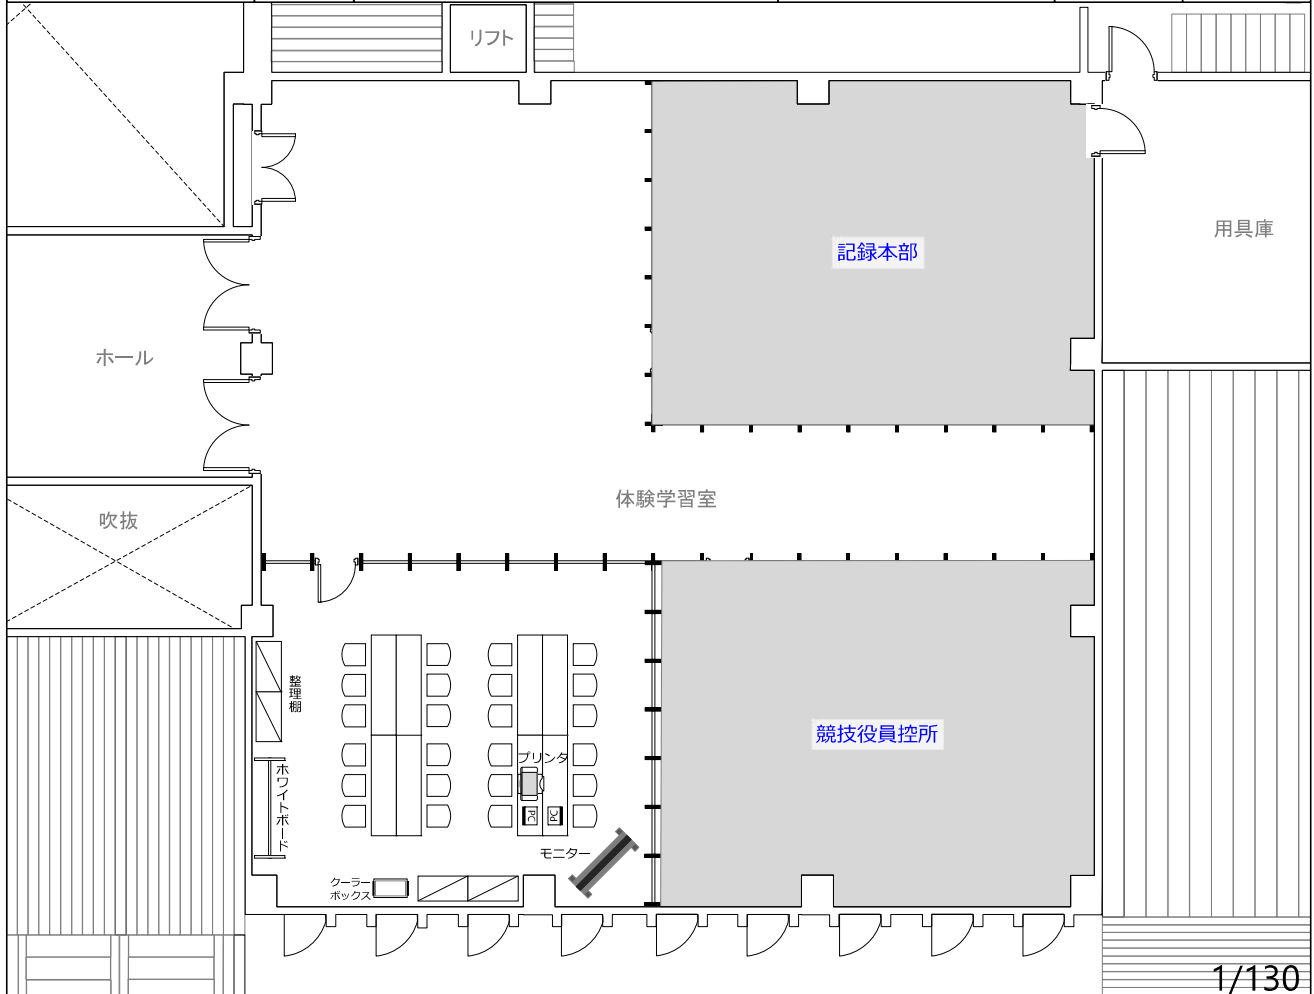 リフト
用具庫
記録本部
ホール
体験学習室
吹抜
整理棚
競技役員控所
プリンタ
ホワイトボード
PC
PC
モニター
クーラー
ボックス
1/130